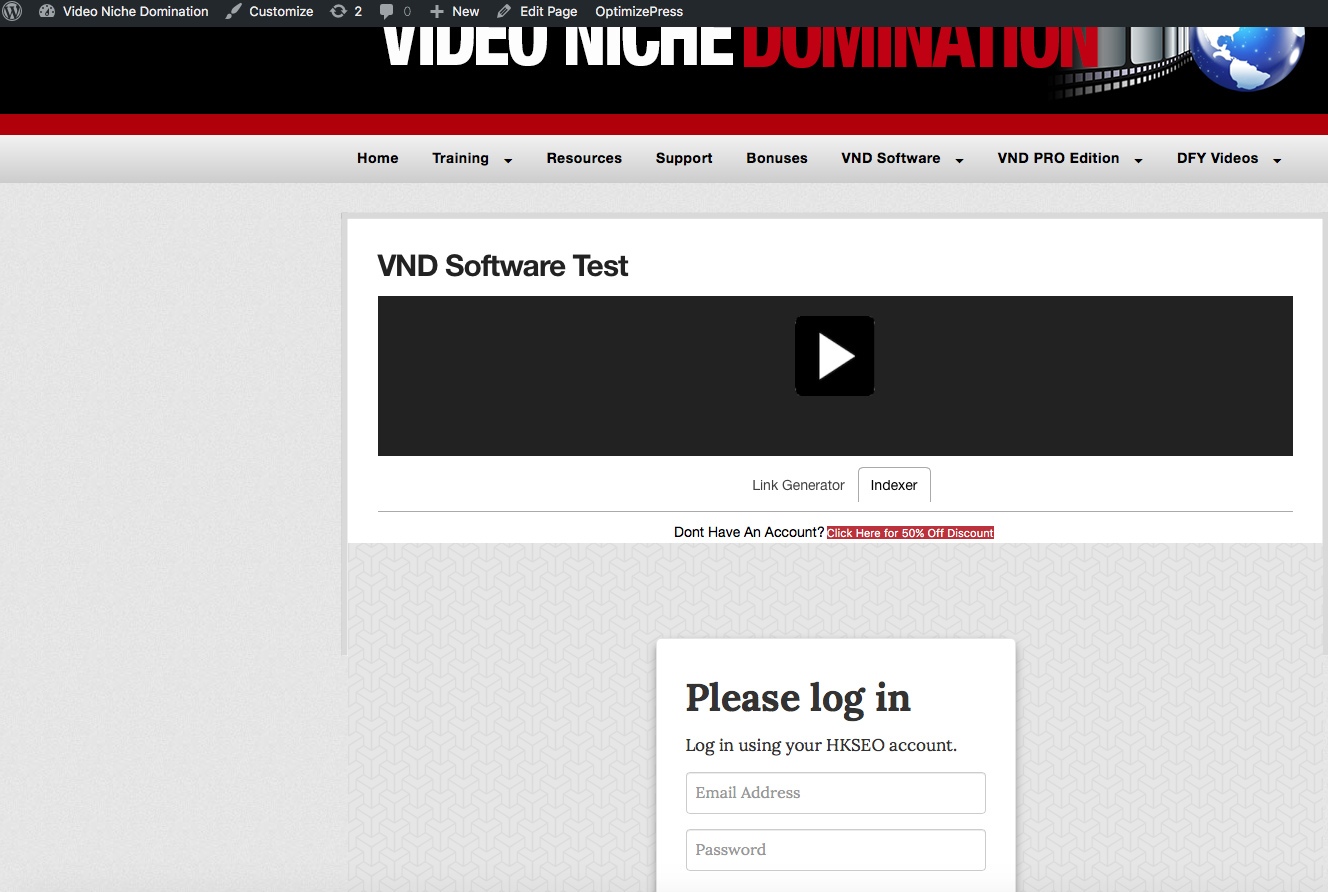 Video Niche Domination Customize 2 0 New Edit Page OptimizePress
VIDEO NICHE DOMINATION
Home Training Resources Support Bonuses VND Software VND PRO Edition DFY Videos
VND Software Test
Link Generator Indexer
Dont Have An Account? Click Here for 50% Off Discount
Please log in
Log in using your HKSEO account.
Email Address
Password